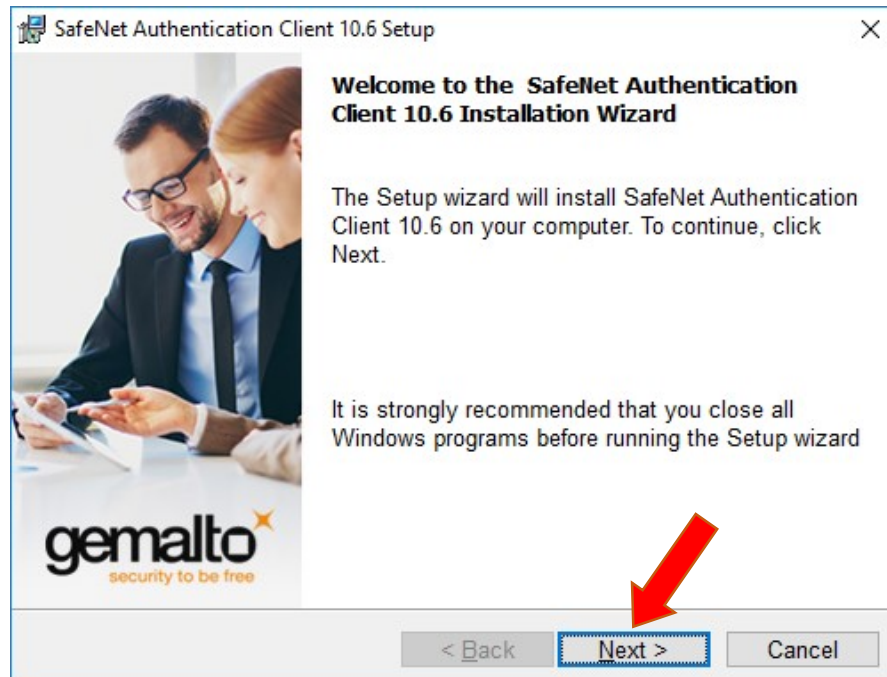 SafeNet Authentication Client 10.6 Setup
Welcome to the SafeNet Authentication
Client 10.6 Installation Wizard
The Setup wizard will install SafeNet Authentication
Client 10.6 on your computer. To continue, click
Next.
It is strongly recommended that you close all
Windows programs before running the Setup wizard
gemalto
security to be free
< Back
Next >
Cancel